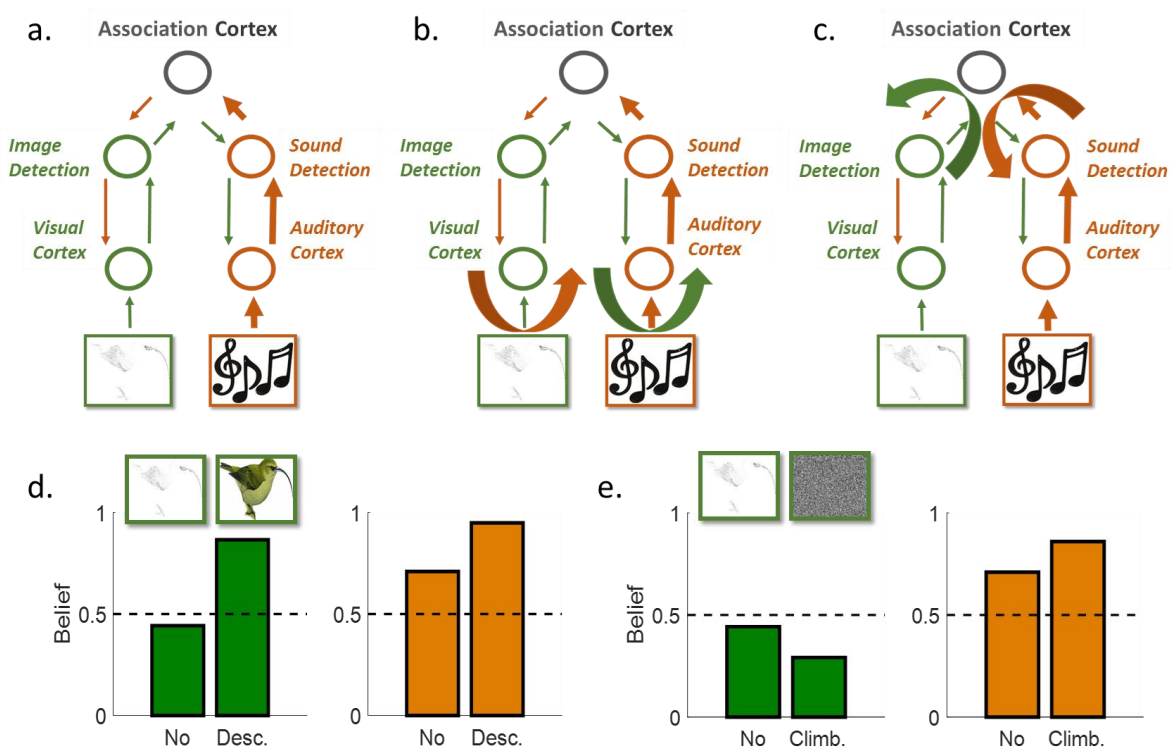 a.
Association Cortex
Image
Detection
Sound
Detection
Visual
Cortex
Auditory
Cortex
b.
Association Cortex
Image
Detection
Sound
Detection
Visual
Cortex
Auditory
Cortex
c.
Association Cortex
Image
Detection
Sound
Detection
Visual
Cortex
Auditory
Cortex
d.
Belief
1
0.5
0
No Desc.
1
0.5
0
No Desc.
e.
Belief
1
0.5
0
No Climb.
1
0.5
0
No Climb.